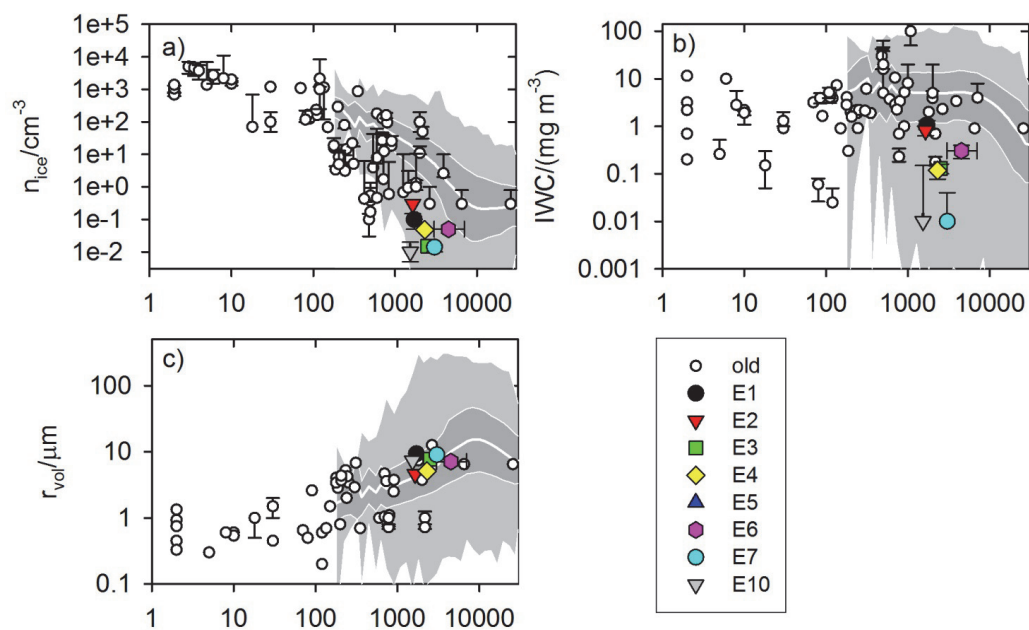 a)
1e+5
1e+4
1e+3
1e+2
1e+1
1e+0
1e-1
1e-2
n_ice/cm⁻³
1 10 100 1000 10000
b)
100
10
1
0.1
0.01
0.001
IWC/(mg m⁻³)
1 10 100 1000 10000
c)
100
10
1
0.1
r_vol/µm
1 10 100 1000 10000
old
E1
E2
E3
E4
E5
E6
E7
E10